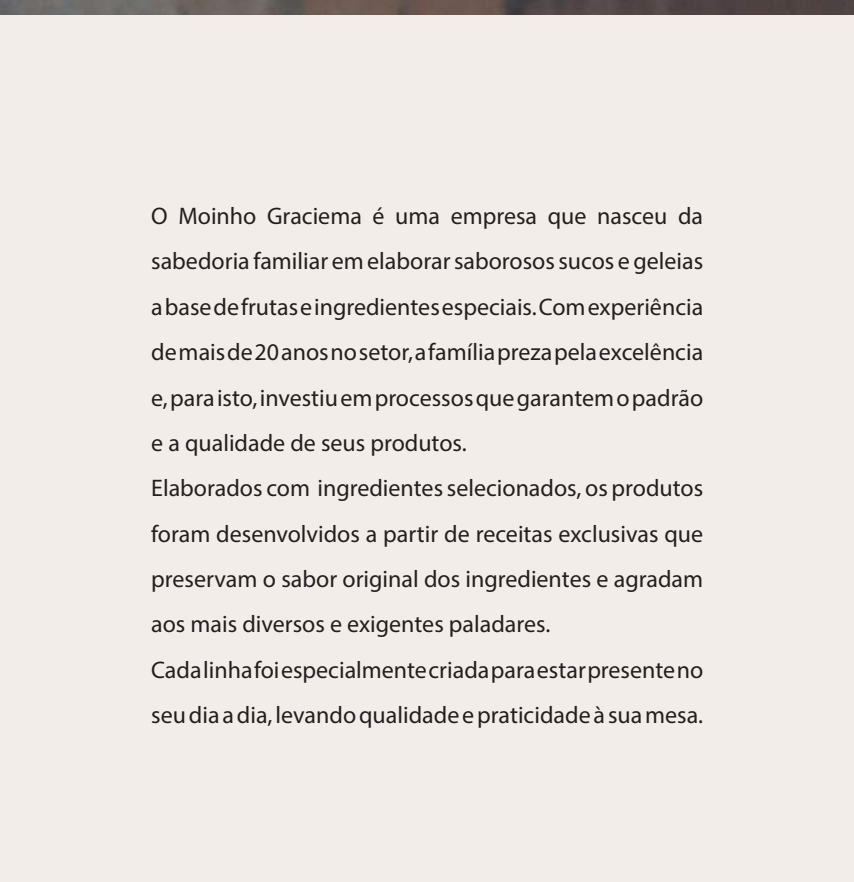 O Moinho Graciema é uma empresa que nasceu da
sabedoria familiar em elaborar saborosos sucos e geleias
a base de frutas e ingredientes especiais. Com experiência
de mais de 20 anos no setor, a família preza pela excelência
e, para isto, investiu em processos que garantem o padrão
e a qualidade de seus produtos.
Elaborados com ingredientes selecionados, os produtos
foram desenvolvidos a partir de receitas exclusivas que
preservam o sabor original dos ingredientes e agradam
aos mais diversos e exigentes paladares.
Cada linha foi especialmente criada para estar presente no
seu dia a dia, levando qualidade e praticidade à sua mesa.